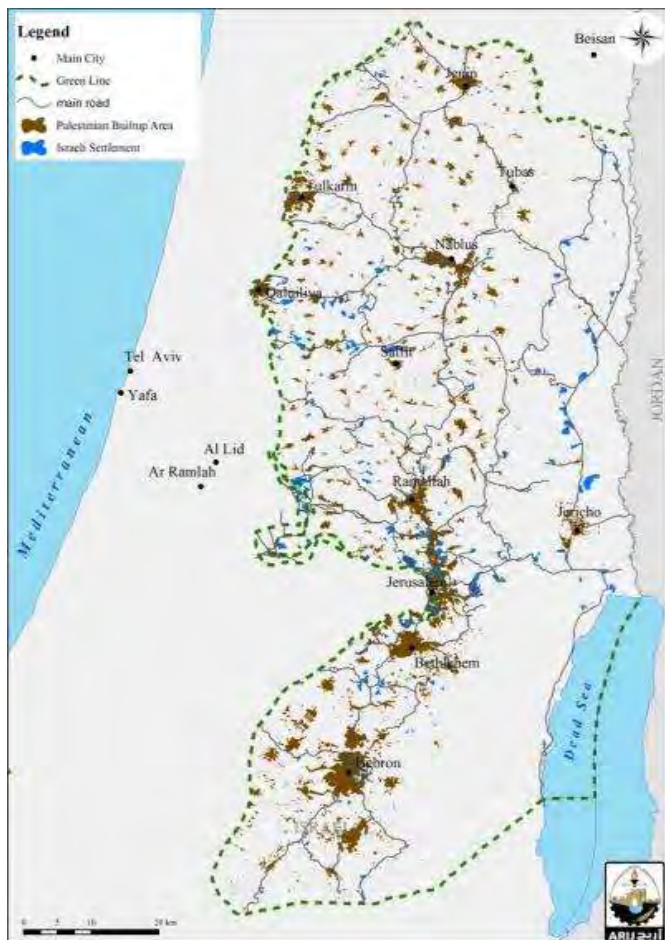 Legend
Main City
Green Line
main road
Palestinian Builtup Area
Israeli Settlement
Beisan
Jenin
Tubas
Tulkarm
Nablus
Qalqiliya
Salfit
Tel Aviv
Yafa
JORDAN
Al Lid
Ar Ramlah
Ramallah
Mediterranean
Jericho
Jerusalem
Bethlehem
Dead Sea
Hebron
0 5 10 20 km
ARIJ أريج